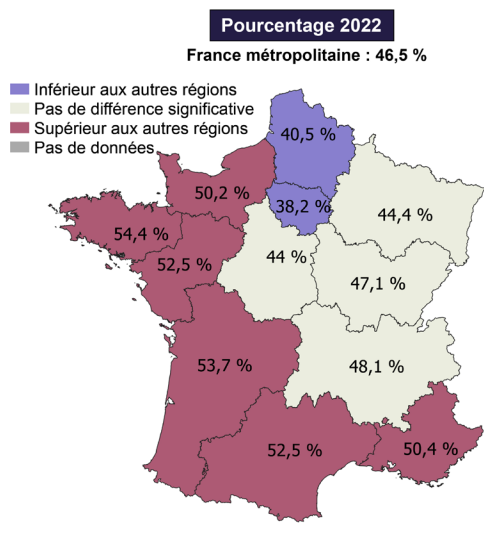 Pourcentage 2022
France métropolitaine : 46,5 %
Inférieur aux autres régions
Pas de différence significative
Supérieur aux autres régions
Pas de données
40,5 %
50,2 %
38,2 %
44,4 %
54,4 %
52,5 %
44 %
47,1 %
53,7 %
48,1 %
52,5 %
50,4 %